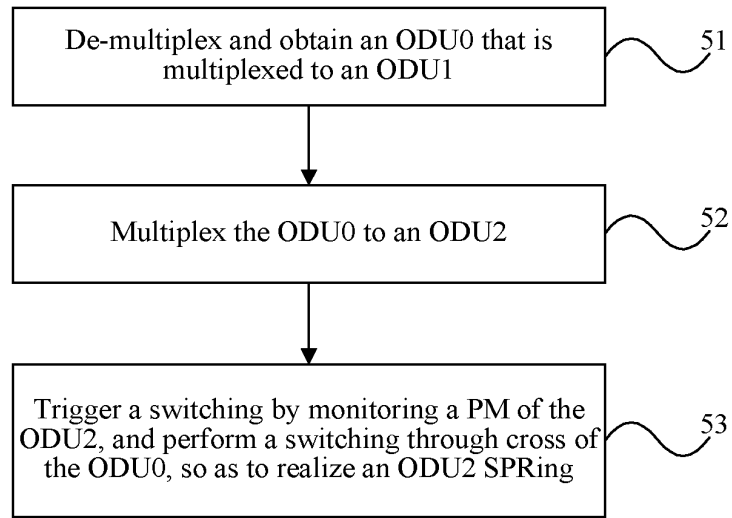 De-multiplex and obtain an ODU0 that is
multiplexed to an ODU1
51
Multiplex the ODU0 to an ODU2
52
Trigger a switching by monitoring a PM of the
ODU2, and perform a switching through cross of
the ODU0, so as to realize an ODU2 SPRing
53